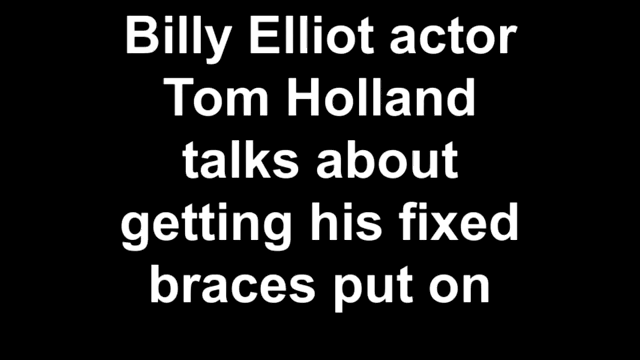 Billy Elliot actor
Tom Holland
talks about
getting his fixed
braces put on